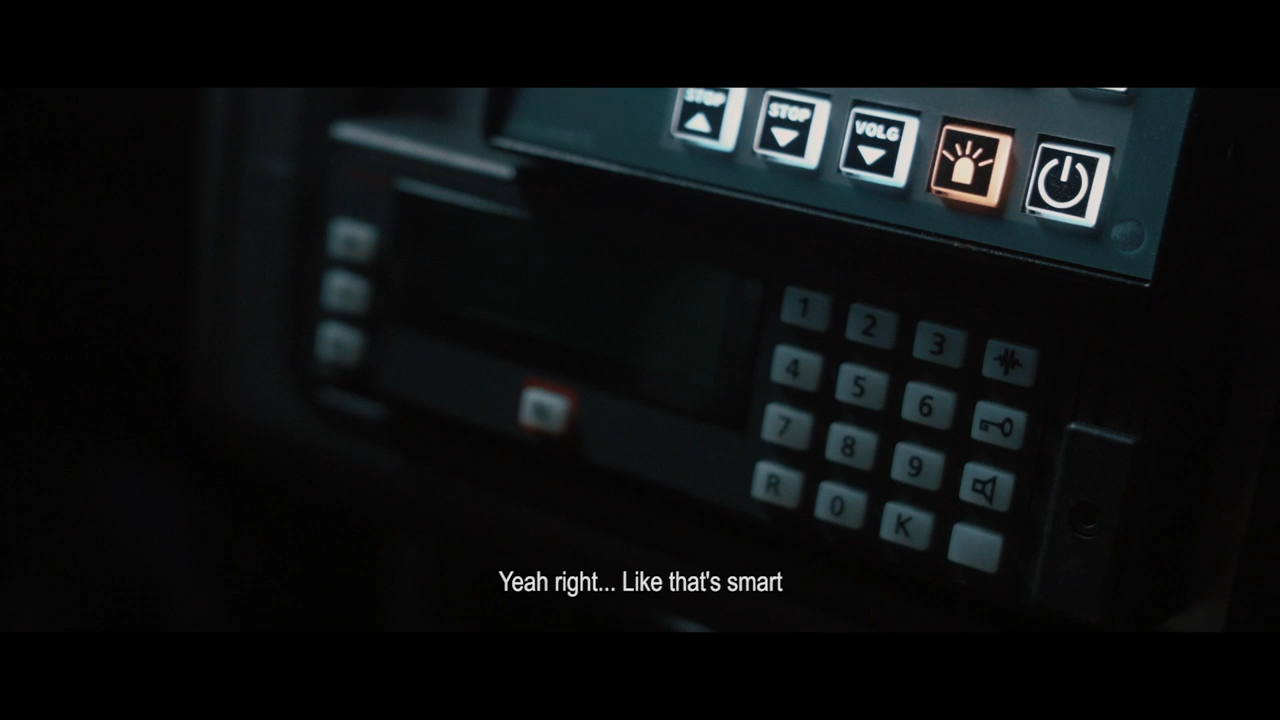 STOP STOP VOLG
1 2 3
4 5 6
7 8 9
R 0 K
Yeah right... Like that's smart